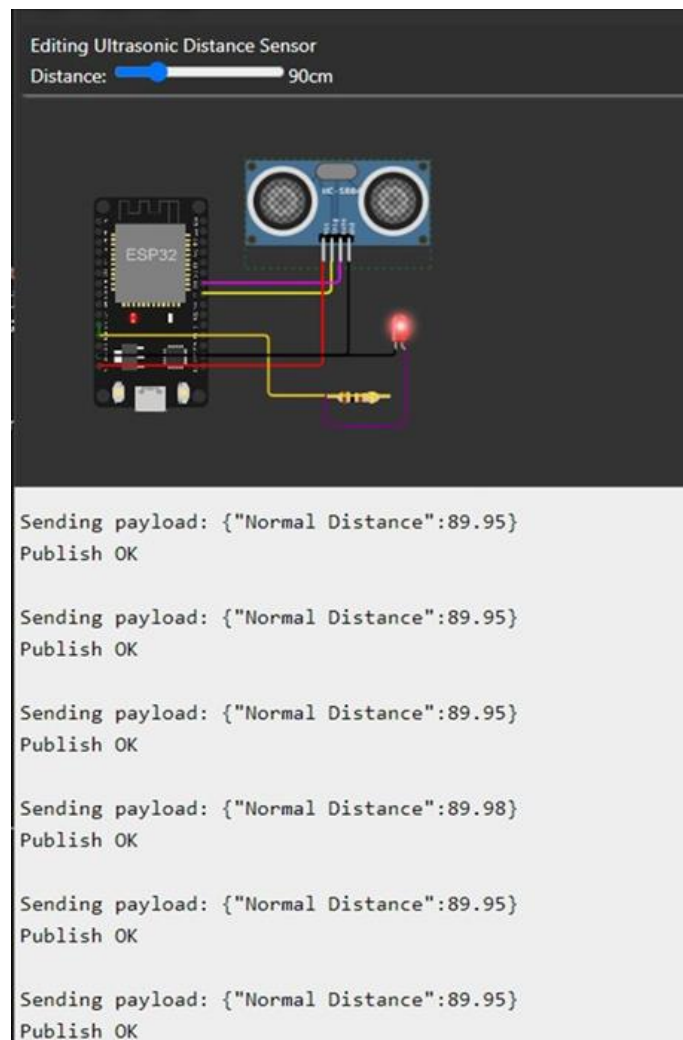 Editing Ultrasonic Distance Sensor
Distance: 90cm
ESP32
Sending payload: {"Normal Distance":89.95}
Publish OK
Sending payload: {"Normal Distance":89.95}
Publish OK
Sending payload: {"Normal Distance":89.95}
Publish OK
Sending payload: {"Normal Distance":89.98}
Publish OK
Sending payload: {"Normal Distance":89.95}
Publish OK
Sending payload: {"Normal Distance":89.95}
Publish OK